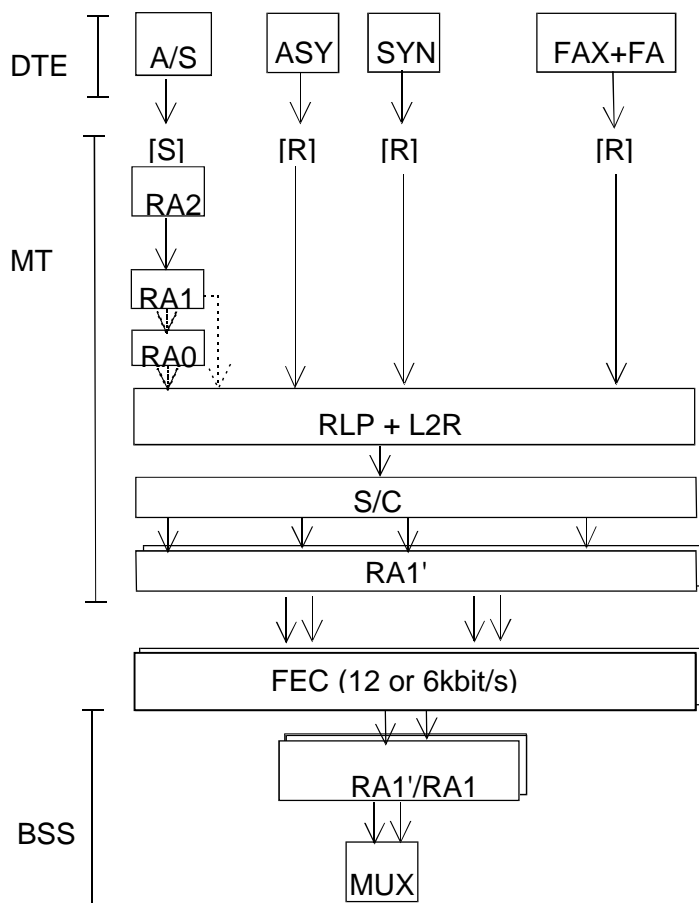 DTE
A/S ASY SYN FAX+FA
[S] [R] [R] [R]
RA2
MT
RA1
RA0
RLP + L2R
S/C
RA1'
FEC (12 or 6kbit/s)
RA1'/RA1
BSS
MUX